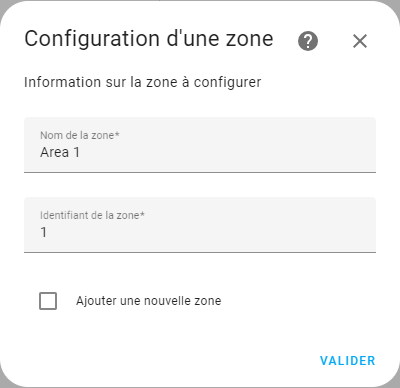 Configuration d'une zone
Information sur la zone à configurer
Nom de la zone*
Area 1
Identifiant de la zone*
1
Ajouter une nouvelle zone
VALIDER